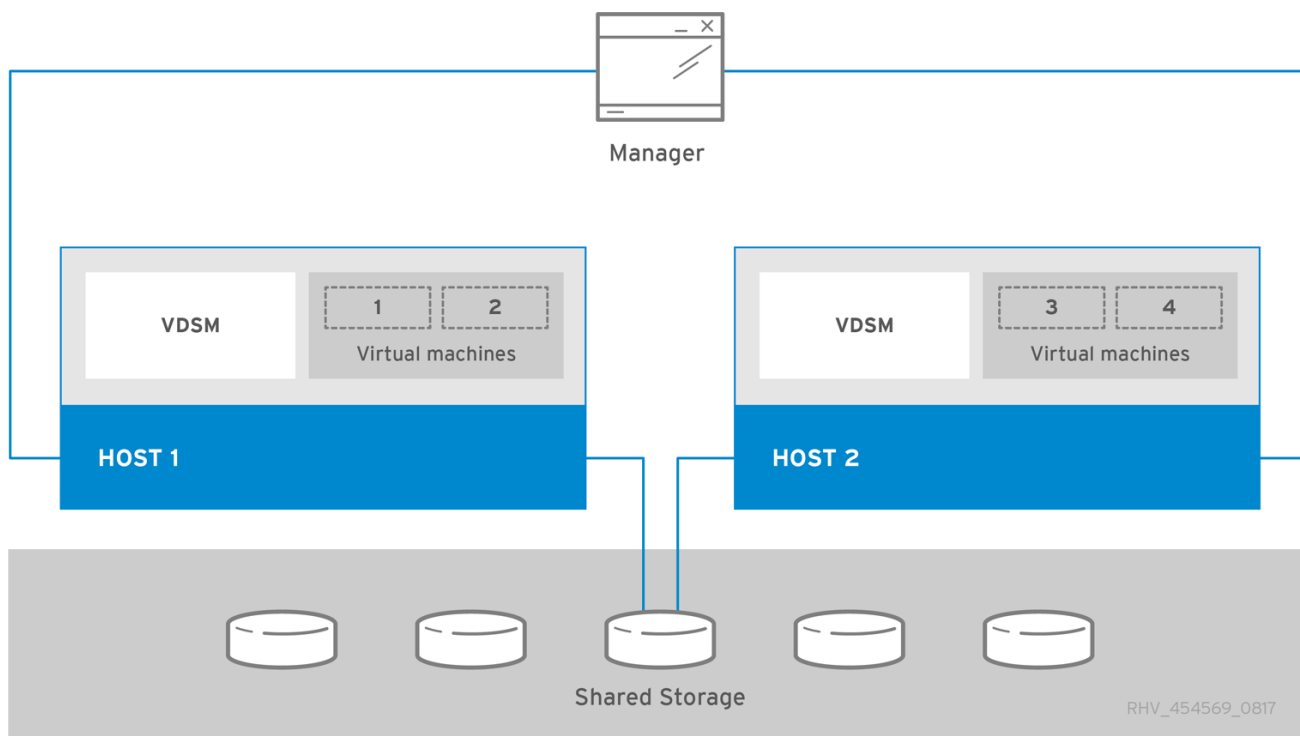 Manager
VDSM
1
2
Virtual machines
HOST 1
VDSM
3
4
Virtual machines
HOST 2
Shared Storage
RHV_454569_0817